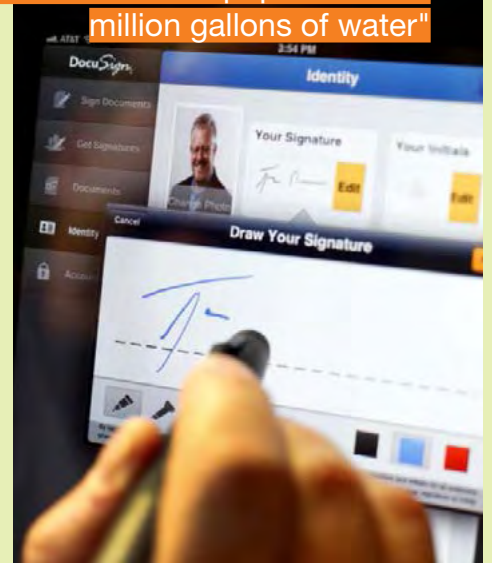 million gallons of water"
AT&T
3:54 PM
DocuSign
Identity
Sign Documents
Get Signatures
Documents
Identity
Your Signature
Edit
Your Initials
Edit
Change Photo
Cancel
Draw Your Signature